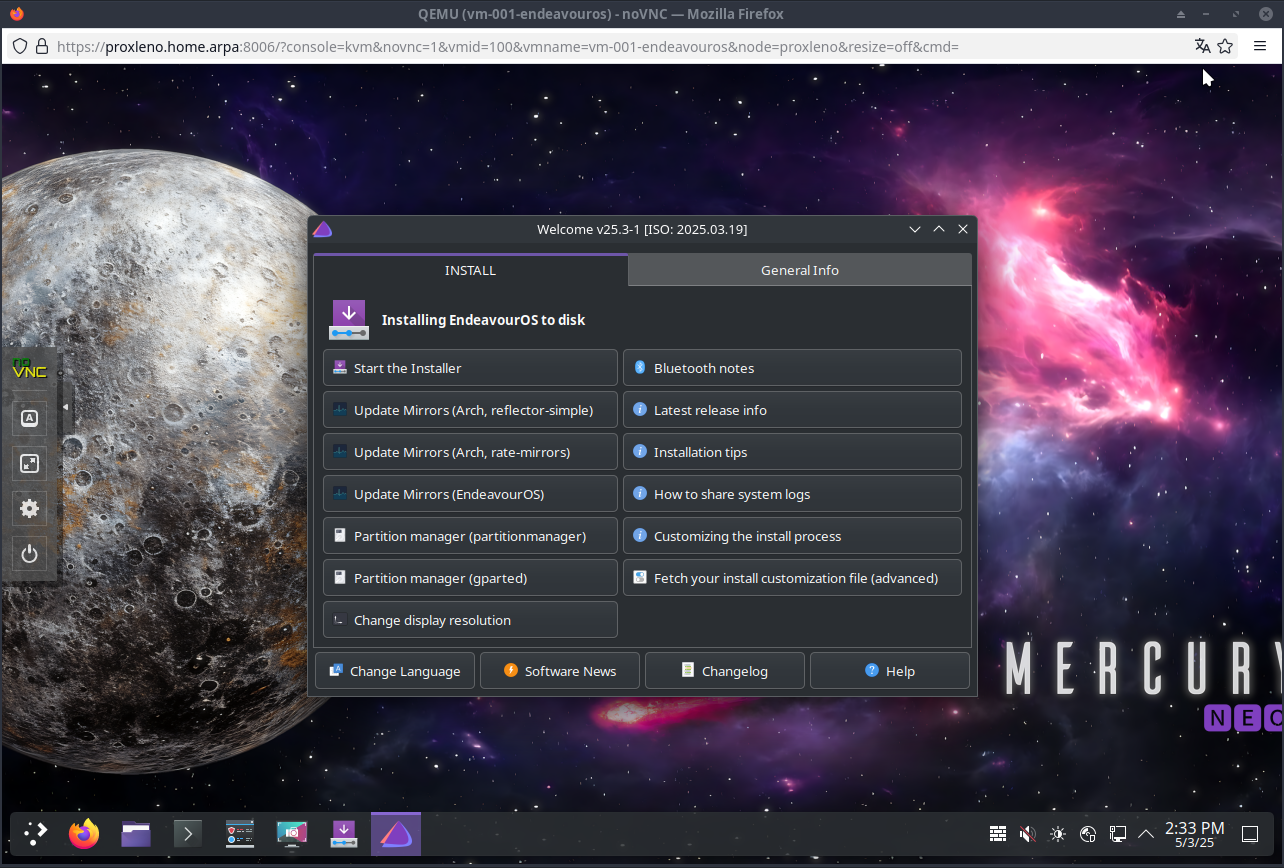 QEMU (vm-001-endeavouros) - noVNC — Mozilla Firefox
https://proxleno.home.arpa:8006/?console=kvm&novnc=1&vmid=100&vmname=vm-001-endeavouros&node=proxleno&resize=off&cmd=
Welcome v25.3-1 [ISO: 2025.03.19]
INSTALL
General Info
Installing EndeavourOS to disk
Start the Installer
Bluetooth notes
Update Mirrors (Arch, reflector-simple)
Latest release info
Update Mirrors (Arch, rate-mirrors)
Installation tips
Update Mirrors (EndeavourOS)
How to share system logs
Partition manager (partitionmanager)
Customizing the install process
Partition manager (gparted)
Fetch your install customization file (advanced)
Change display resolution
Change Language
Software News
Changelog
Help
no
VNC
A
MERCURY
NEO
2:33 PM
5/3/25